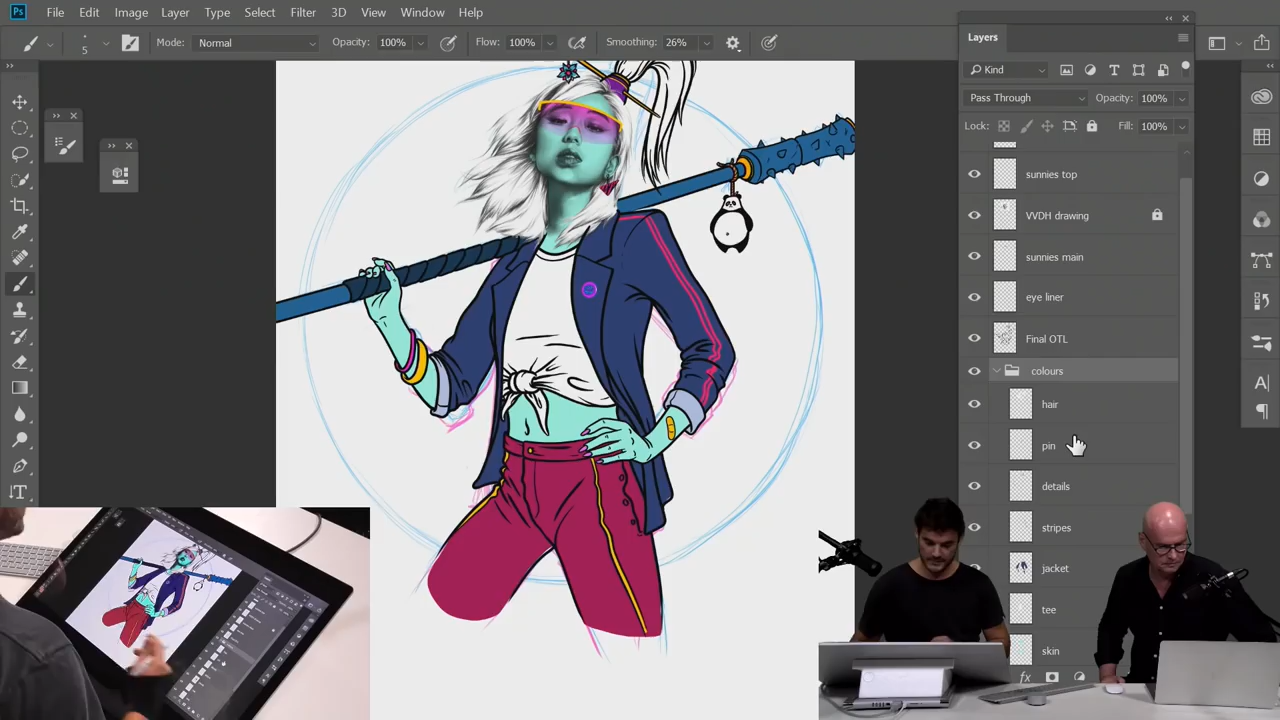 Ps File Edit Image Layer Type Select Filter 3D View Window Help
5 Mode: Normal Opacity: 100% Flow: 100% Smoothing: 26%
Layers
Kind
Pass Through Opacity: 100%
Lock: Fill: 100%
sunnies top
VVDH drawing
sunnies main
eye liner
Final OTL
colours
hair
pin
details
stripes
jacket
tee
skin
fx